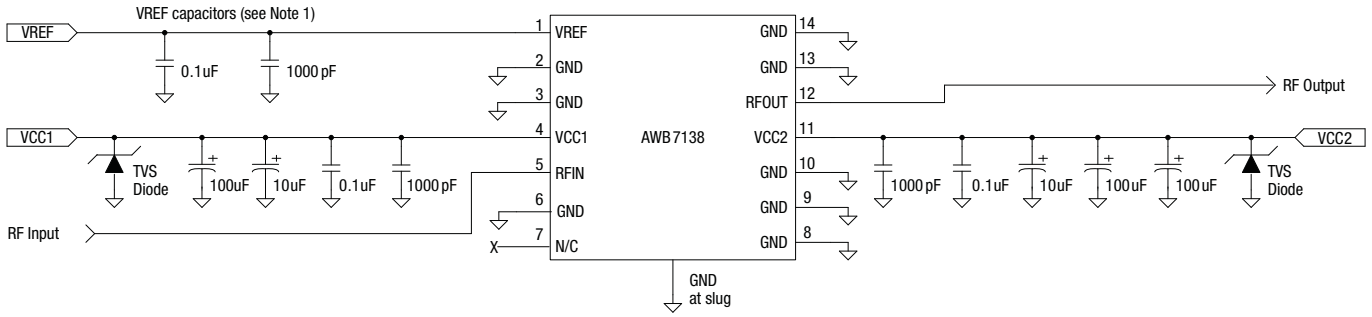 VREF capacitors (see Note 1)
VREF
0.1uF
1000 pF
1
VREF
2
GND
3
GND
VCC1
4
VCC1
TVS
Diode
100uF
10uF
0.1uF
1000 pF
5
RFIN
6
GND
RF Input
7
X
N/C
AWB7138
GND
at slug
GND
14
GND
13
RFOUT
12
RF Output
VCC2
11
VCC2
GND
10
GND
9
GND
8
1000 pF
0.1uF
10uF
100uF
100uF
TVS
Diode